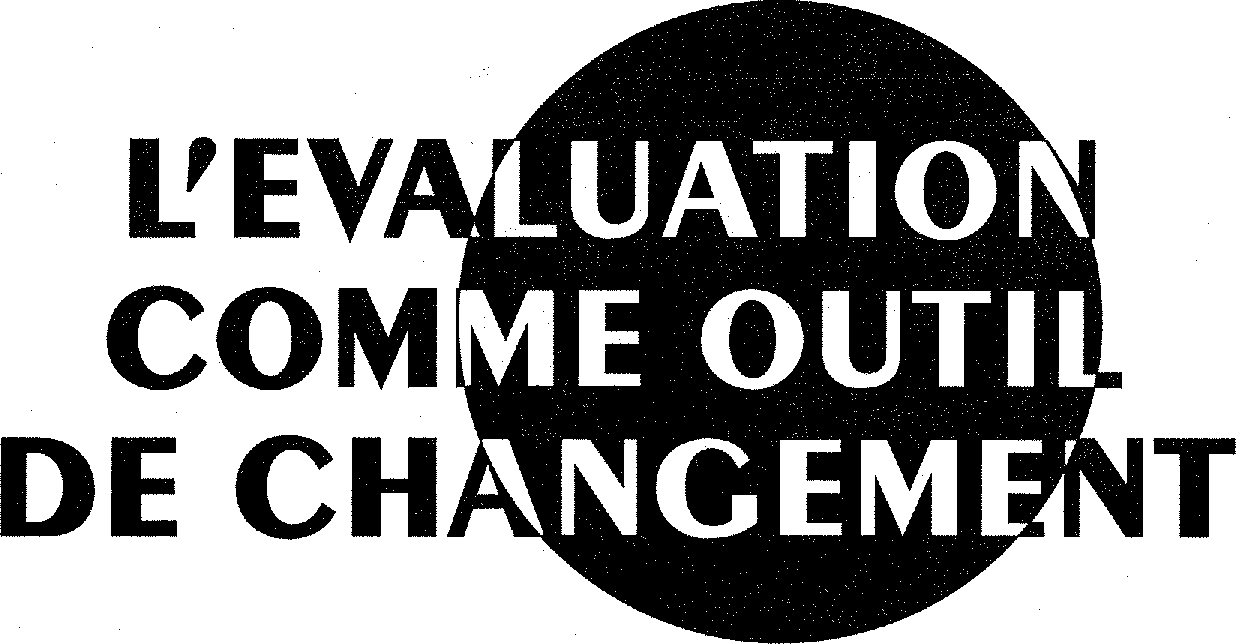 L'EVALUATION
COMME OUTIL
DE CHANGEMENT